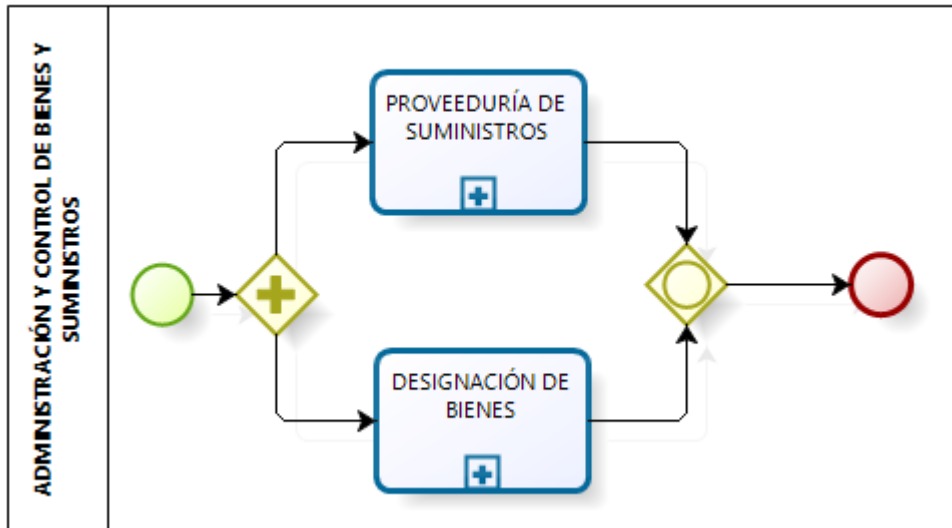 ADMINISTRACIÓN Y CONTROL DE BIENES Y
SUMINISTROS
PROVEEDURÍA DE
SUMINISTROS
DESIGNACIÓN DE
BIENES